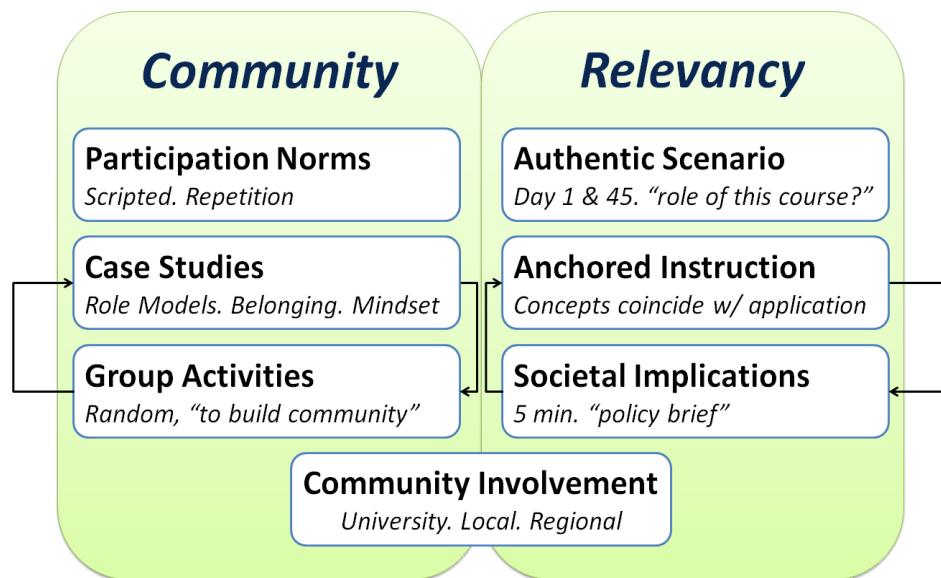 Community
Participation Norms
Scripted. Repetition
Case Studies
Role Models. Belonging. Mindset
Group Activities
Random, “to build community”
Relevancy
Authentic Scenario
Day 1 & 45. “role of this course?”
Anchored Instruction
Concepts coincide w/ application
Societal Implications
5 min. “policy brief”
Community Involvement
University. Local. Regional